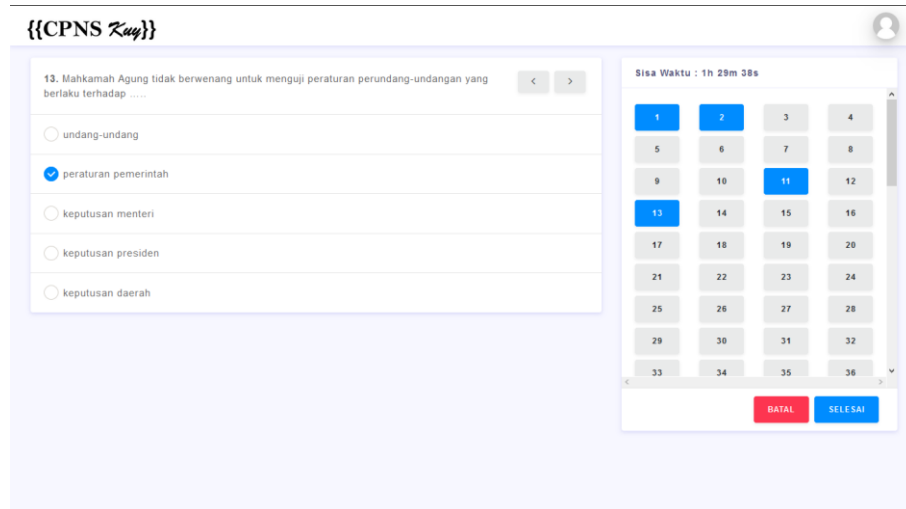 {{CPNS Kuy}}
13. Mahkamah Agung tidak berwenang untuk menguji peraturan perundang-undangan yang
berlaku terhadap .....
< >
undang-undang
peraturan pemerintah
keputusan menteri
keputusan presiden
keputusan daerah
Sisa Waktu : 1h 29m 38s
1 2 3 4
5 6 7 8
9 10 11 12
13 14 15 16
17 18 19 20
21 22 23 24
25 26 27 28
29 30 31 32
33 34 35 36
BATAL SELESAI